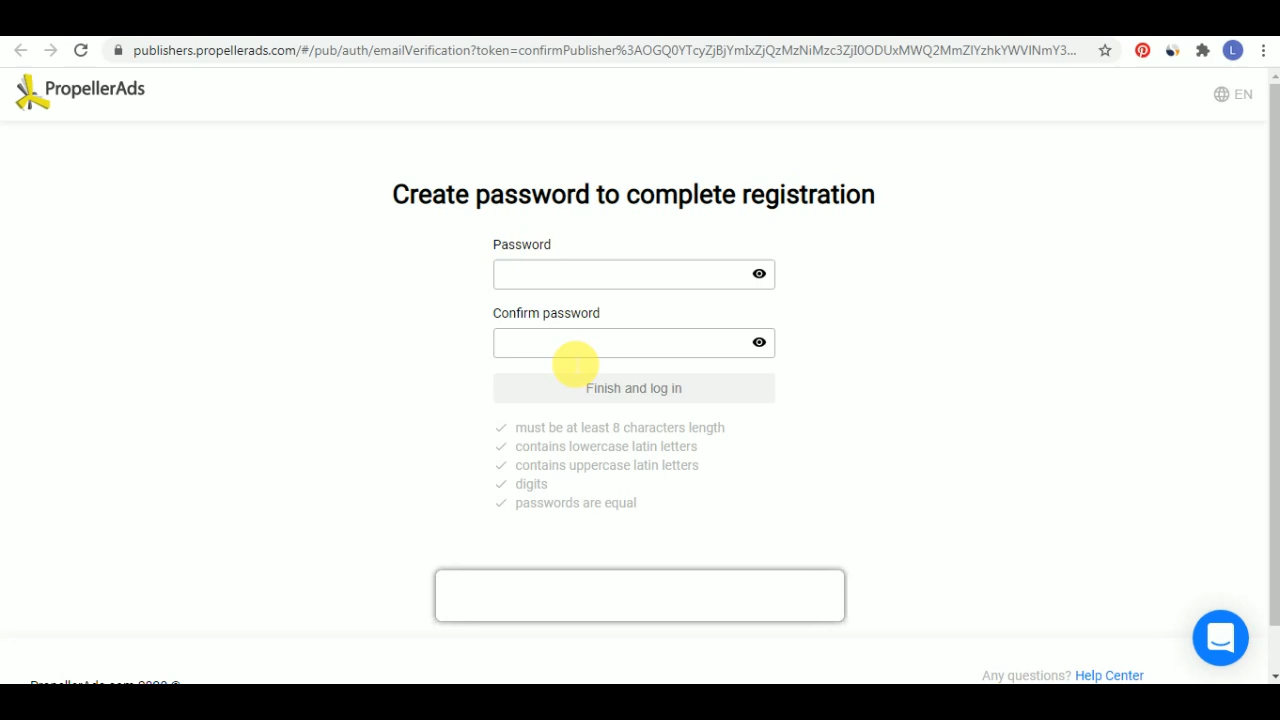 publishers.propellerads.com/#/pub/auth/emailVerification?token=confirmPublisher%3AOGQ0YTcyZjBjYmIxZjQzMzNiMzc3ZjI0ODUxMWQ2MmZlYzhkYWVlNmY3...
L
PropellerAds
EN
Create password to complete registration
Password
Confirm password
Finish and log in
must be at least 8 characters length
contains lowercase latin letters
contains uppercase latin letters
digits
passwords are equal
Any questions? Help Center